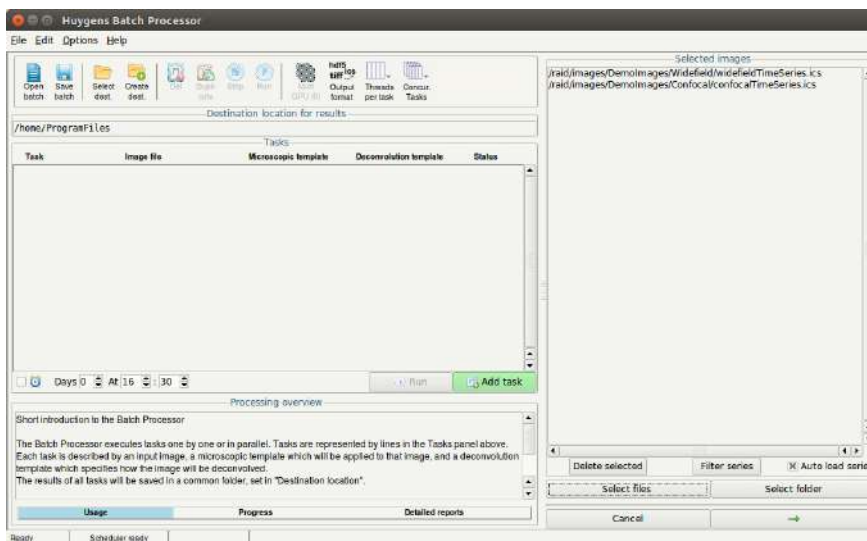 Huygens Batch Processor
File Edit Options Help
Open batch
Save batch
Select dest.
Create dest.
Del
Stop
Run
hdf5 tiff ics
Output format
Threads per task
Concur. Tasks
Destination location for results
/home/ProgramFiles
Tasks
Task Image file Microscopic template Deconvolution template Status
Days 0 At 16 : 30
Run
Add task
Processing overview
Short introduction to the Batch Processor
The Batch Processor executes tasks one by one or in parallel. Tasks are represented by lines in the Tasks panel above.
Each task is described by an input image, a microscopic template which will be applied to that image, and a deconvolution
template which specifies how the image will be deconvolved.
The results of all tasks will be saved in a common folder, set in "Destination location".
Usage Progress Detailed reports
Ready Scheduler ready
Selected images
/raid/images/DemoImages/Widefield/widefieldTimeSeries.ics
/raid/images/DemoImages/Confocal/confocalTimeSeries.ics
Delete selected Filter series Auto load serie
Select files Select folder
Cancel →